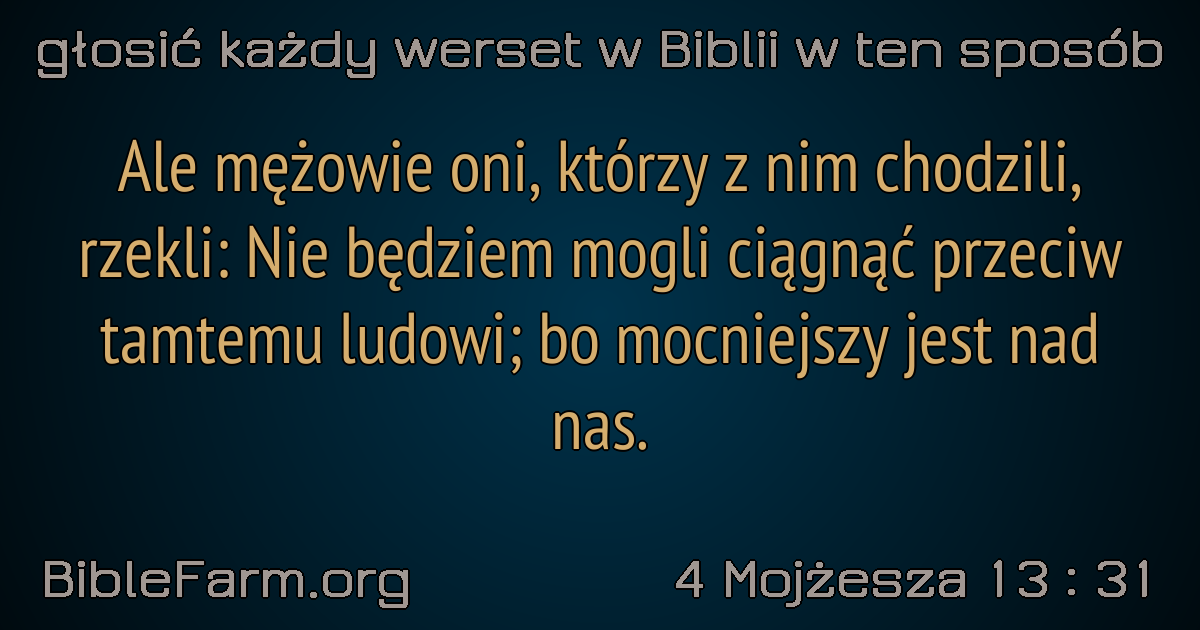 głosić każdy werset w Biblii w ten sposób
Ale mężowie oni, którzy z nim chodzili,
rzekli: Nie będziem mogli ciągnąć przeciw
tamtemu ludowi; bo mocniejszy jest nad
nas.
BibleFarm.org
4 Mojżesza 13 : 31